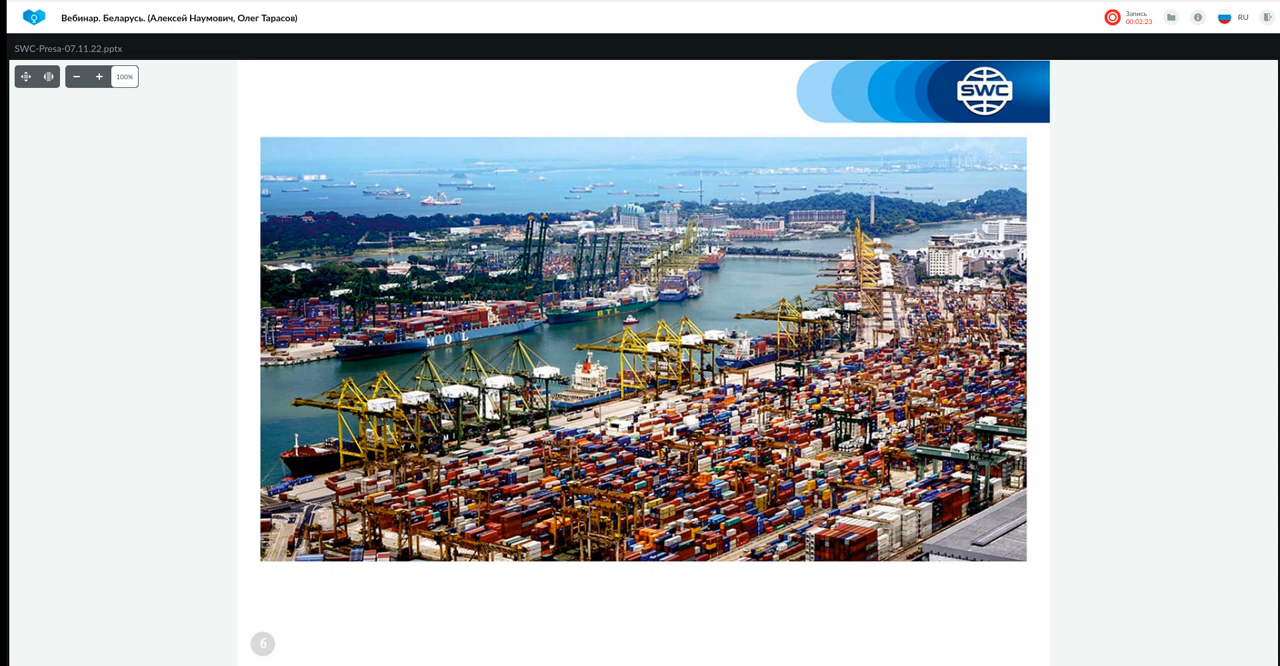 Вебинар. Беларусь. (Алексей Наумович, Олег Тарасов)
Запись
00:02:23
RU
SWC-Presa-07.11.22.pptx
100%
SWC
MOL
6